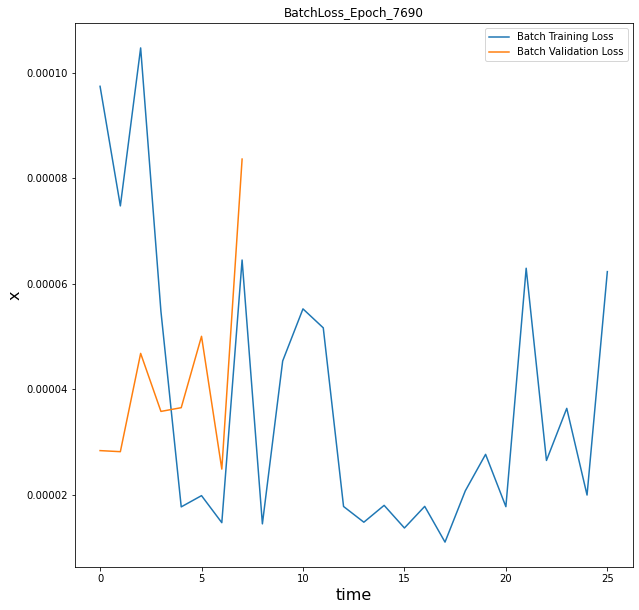 BatchLoss_Epoch_7690
Batch Training Loss
Batch Validation Loss
0.00010
0.00008
0.00006
0.00004
0.00002
x
0 5 10 15 20 25
time